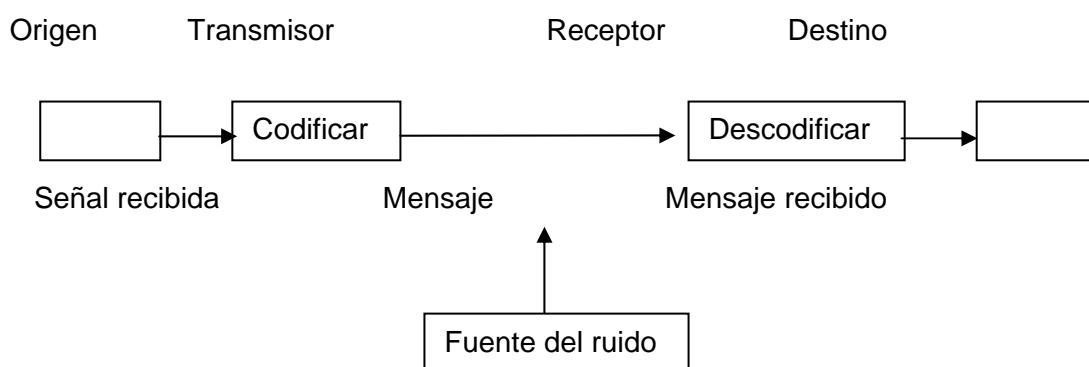 Origen Transmisor Receptor Destino
Codificar Descodificar
Señal recibida Mensaje Mensaje recibido
Fuente del ruido